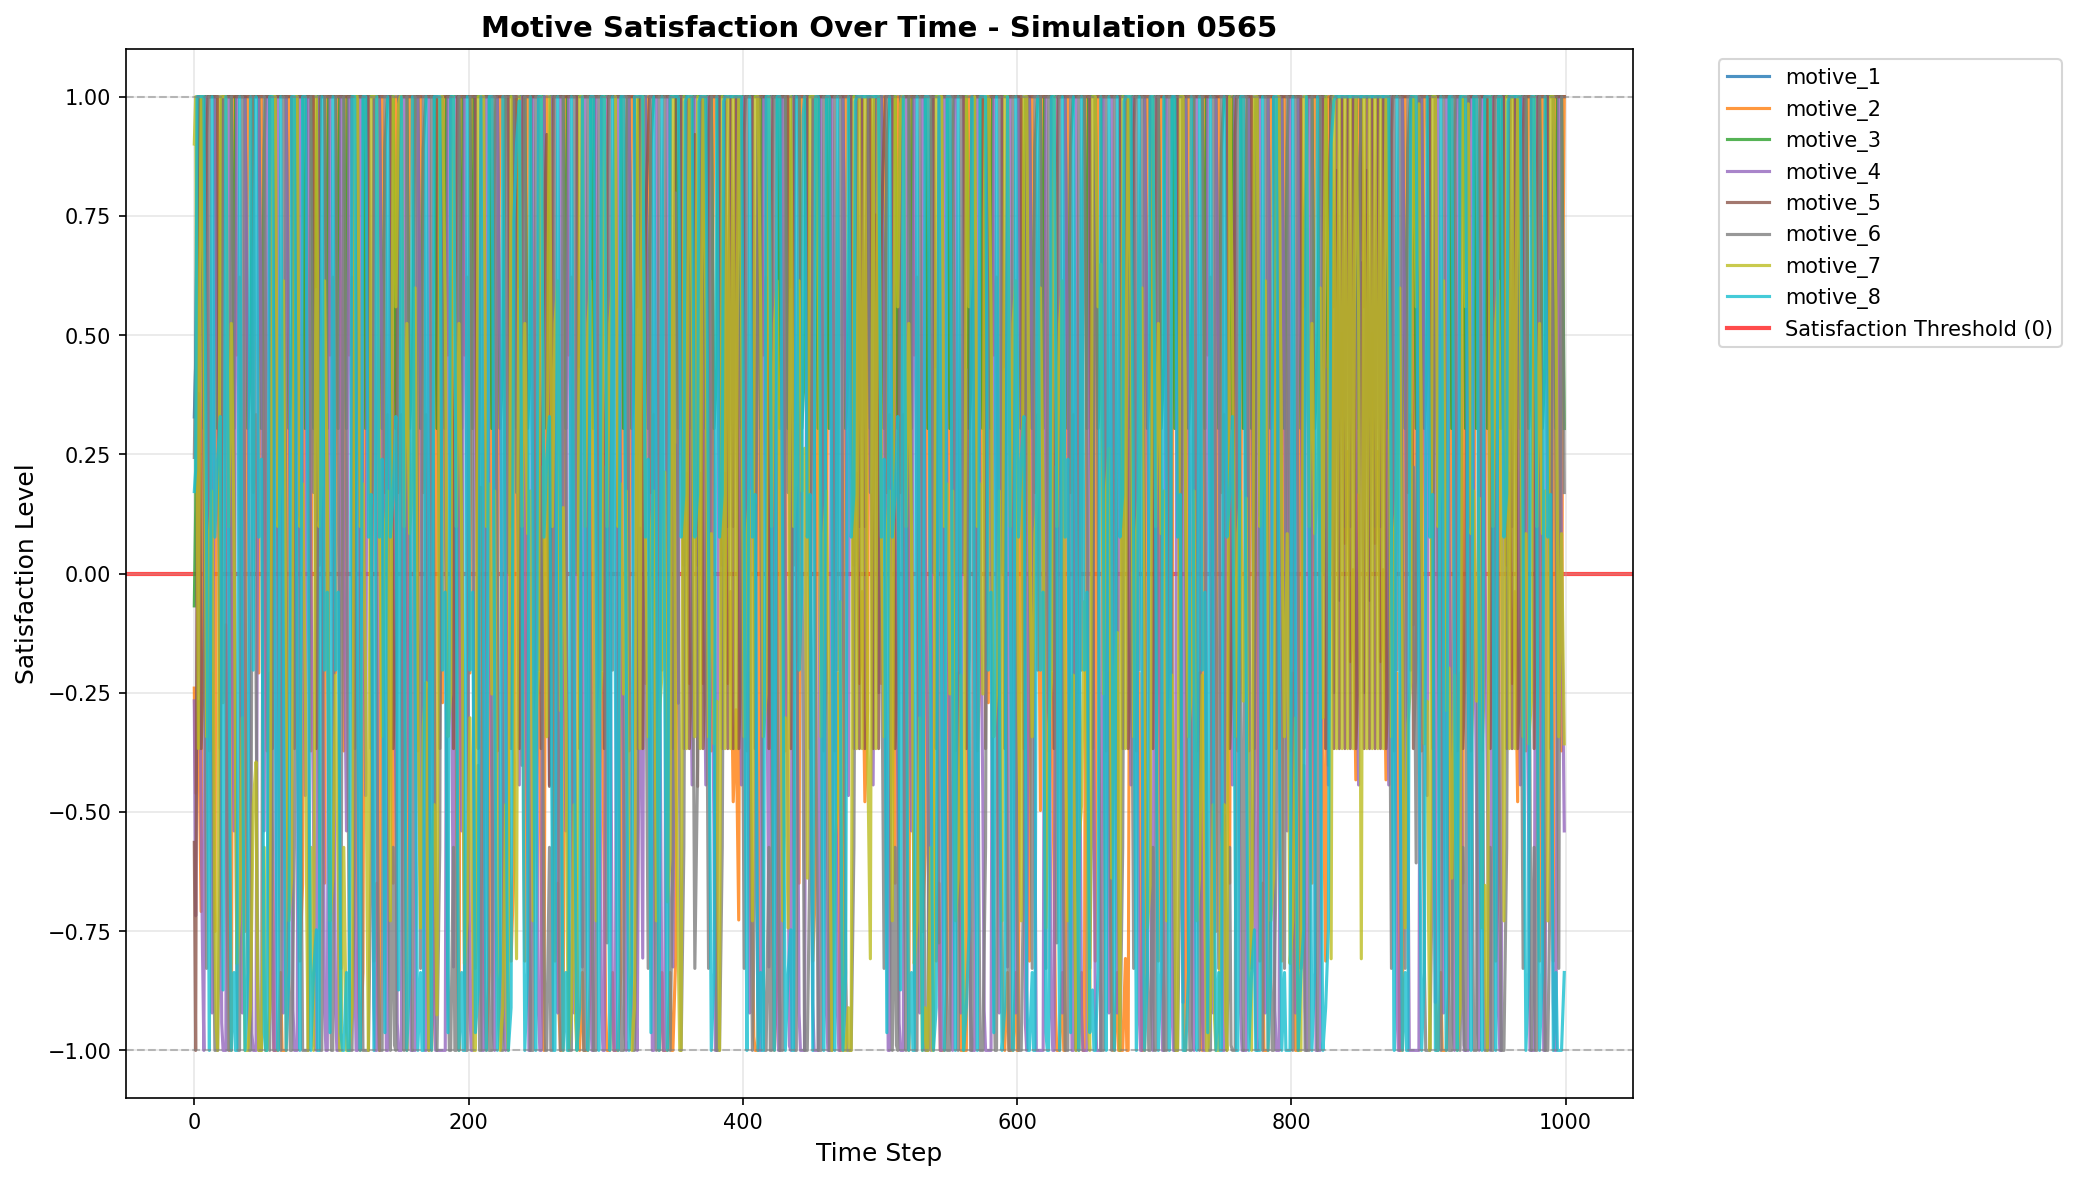 Motive Satisfaction Over Time - Simulation 0565
1.00
0.75
0.50
0.25
0.00
−0.25
−0.50
−0.75
−1.00
Satisfaction Level
0
200
400
600
800
1000
Time Step
motive_1
motive_2
motive_3
motive_4
motive_5
motive_6
motive_7
motive_8
Satisfaction Threshold (0)